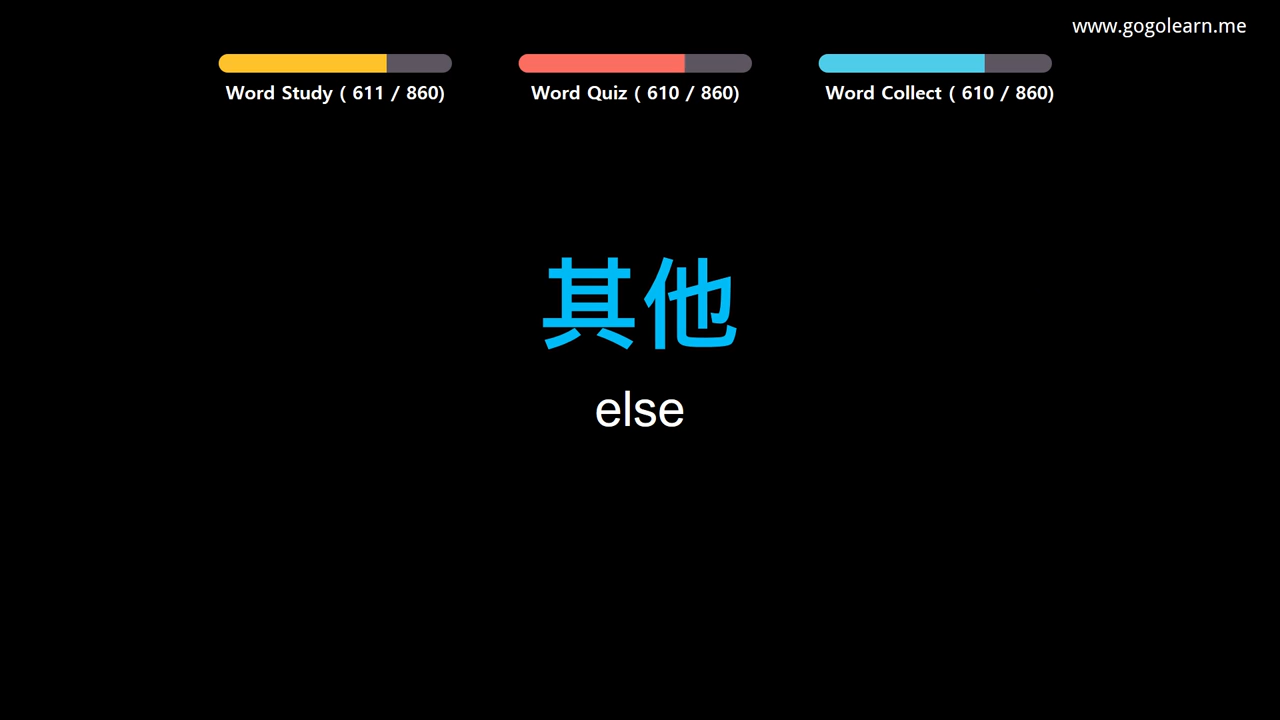 www.gogolearn.me
Word Study ( 611 / 860)
Word Quiz ( 610 / 860)
Word Collect ( 610 / 860)
其他
else